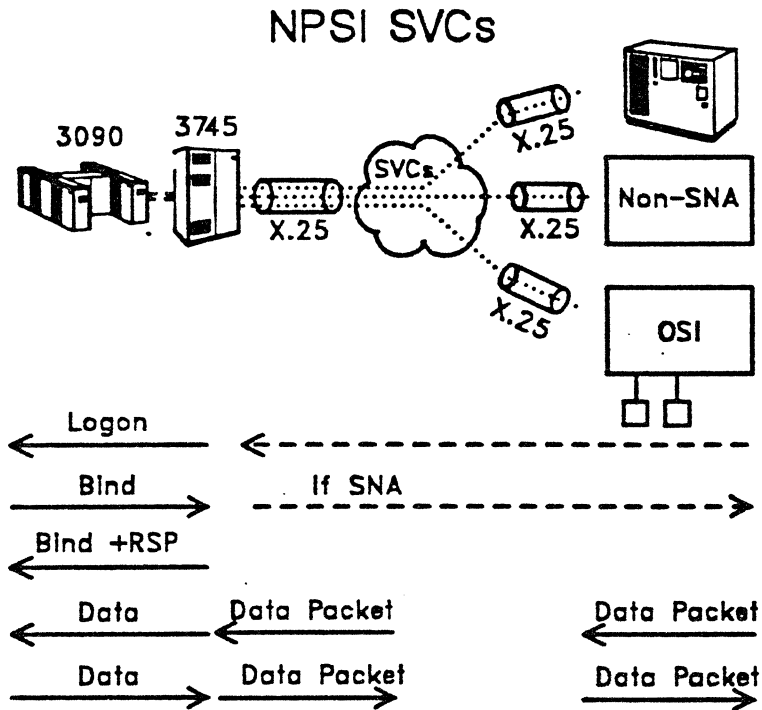 NPSI SVCs
3090
3745
SVCs
X.25
X.25
Non-SNA
X.25
X.25
OSI
Logon
Bind
If SNA
Bind +RSP
Data
Data Packet
Data Packet
Data
Data Packet
Data Packet